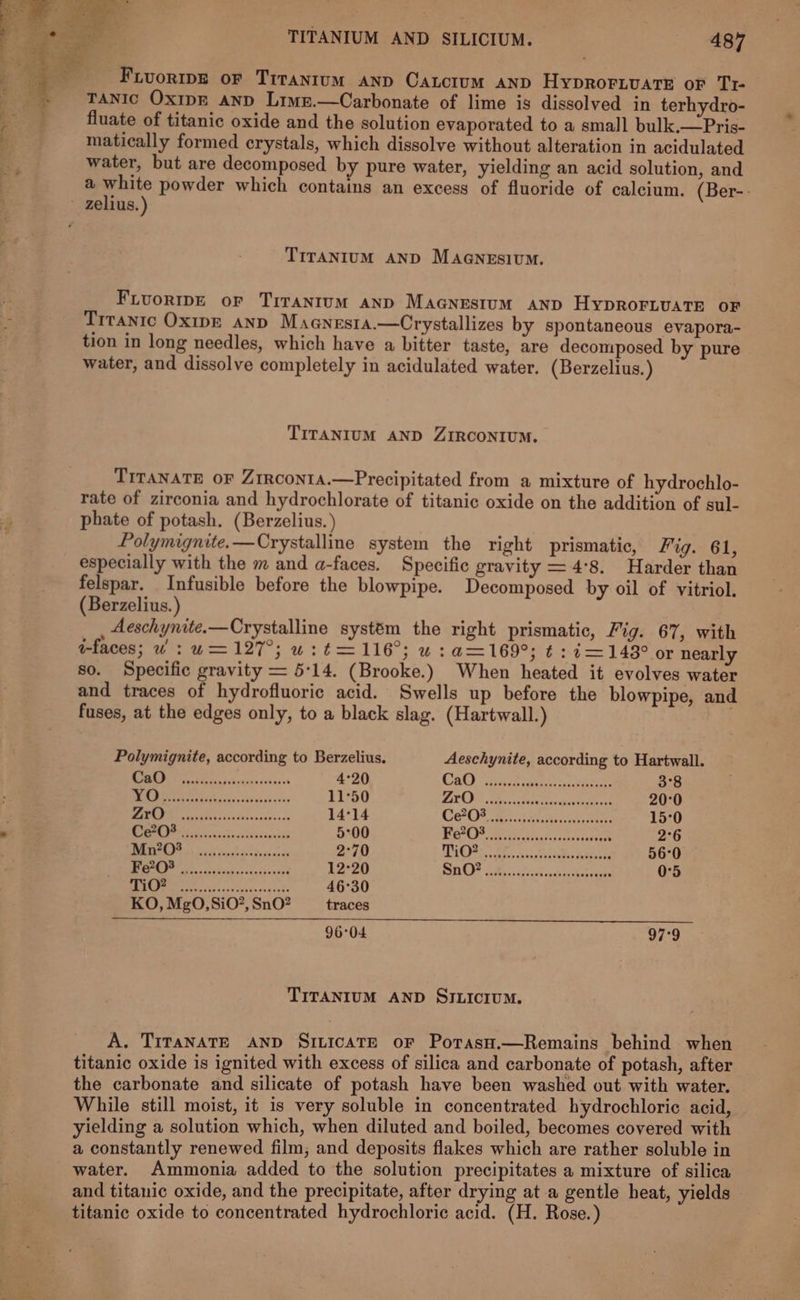 TITANIUM AND SILICIUM. 487
FLUORIDE OF TITANIUM AND CALCIUM AND HYDROFLUATE OF TI-
TANIC OXIDE AND LIME.—Carbonate of lime is dissolved in terhydro-
fluate of titanic oxide and the solution evaporated to a small bulk.—Pris-
matically formed crystals, which dissolve without alteration in acidulated
water, but are decomposed by pure water, yielding an acid solution, and
a white powder which contains an excess of fluoride of calcium. (Ber-
zelius.)
TITANIUM AND MAGNESIUM.
FLUORIDE OF TITANIUM AND MAGNESIUM AND HYDROFLUATE OF
TITANIC OXIDE AND MAGNESIA.—Crystallizes by spontaneous evapora-
tion in long needles, which have a bitter taste, are decomposed by pure
water, and dissolve completely in acidulated water. (Berzelius.)
TITANIUM AND ZIRCONIUM.
TITANATE OF ZIRCONIA.—Precipitated from a mixture of hydrochlo-
rate of zirconia and hydrochlorate of titanic oxide on the addition of sul-
phate of potash. (Berzelius.)
Polymignite.—Crystalline system the right prismatic, Fig. 61,
especially with the m and a-faces. Specific gravity = 4·8. Harder than
felspar. Infusible before the blowpipe. Decomposed by oil of vitriol.
(Berzelius.)
Aeschynite.—Crystalline system the right prismatic, Fig. 67, with
i-faces; u' : u = 127°; u : t = 116°; u : a = 169°; t : i = 143° or nearly
so. Specific gravity = 5·14. (Brooke.) When heated it evolves water
and traces of hydrofluoric acid. Swells up before the blowpipe, and
fuses, at the edges only, to a black slag. (Hartwall.)
Polymignite, according to Berzelius. Aeschynite, according to Hartwall.
CaO ........ 4·20 CaO ........ 3·8
YO ........ 11·50 ZrO ........ 20·0
ZrO ........ 14·14 Ce²O³ ........ 15·0
Ce²O³ ........ 5·00 Fe²O³ ........ 2·6
Mn²O³ ........ 2·70 TiO² ........ 56·0
Fe²O³ ........ 12·20 SnO² ........ 0·5
TiO² ........ 46·30
KO, MgO, SiO², SnO² traces
96·04 97·9
TITANIUM AND SILICIUM.
A. TITANATE AND SILICATE OF POTASH.—Remains behind when
titanic oxide is ignited with excess of silica and carbonate of potash, after
the carbonate and silicate of potash have been washed out with water.
While still moist, it is very soluble in concentrated hydrochloric acid,
yielding a solution which, when diluted and boiled, becomes covered with
a constantly renewed film, and deposits flakes which are rather soluble in
water. Ammonia added to the solution precipitates a mixture of silica
and titanic oxide, and the precipitate, after drying at a gentle heat, yields
titanic oxide to concentrated hydrochloric acid. (H. Rose.)